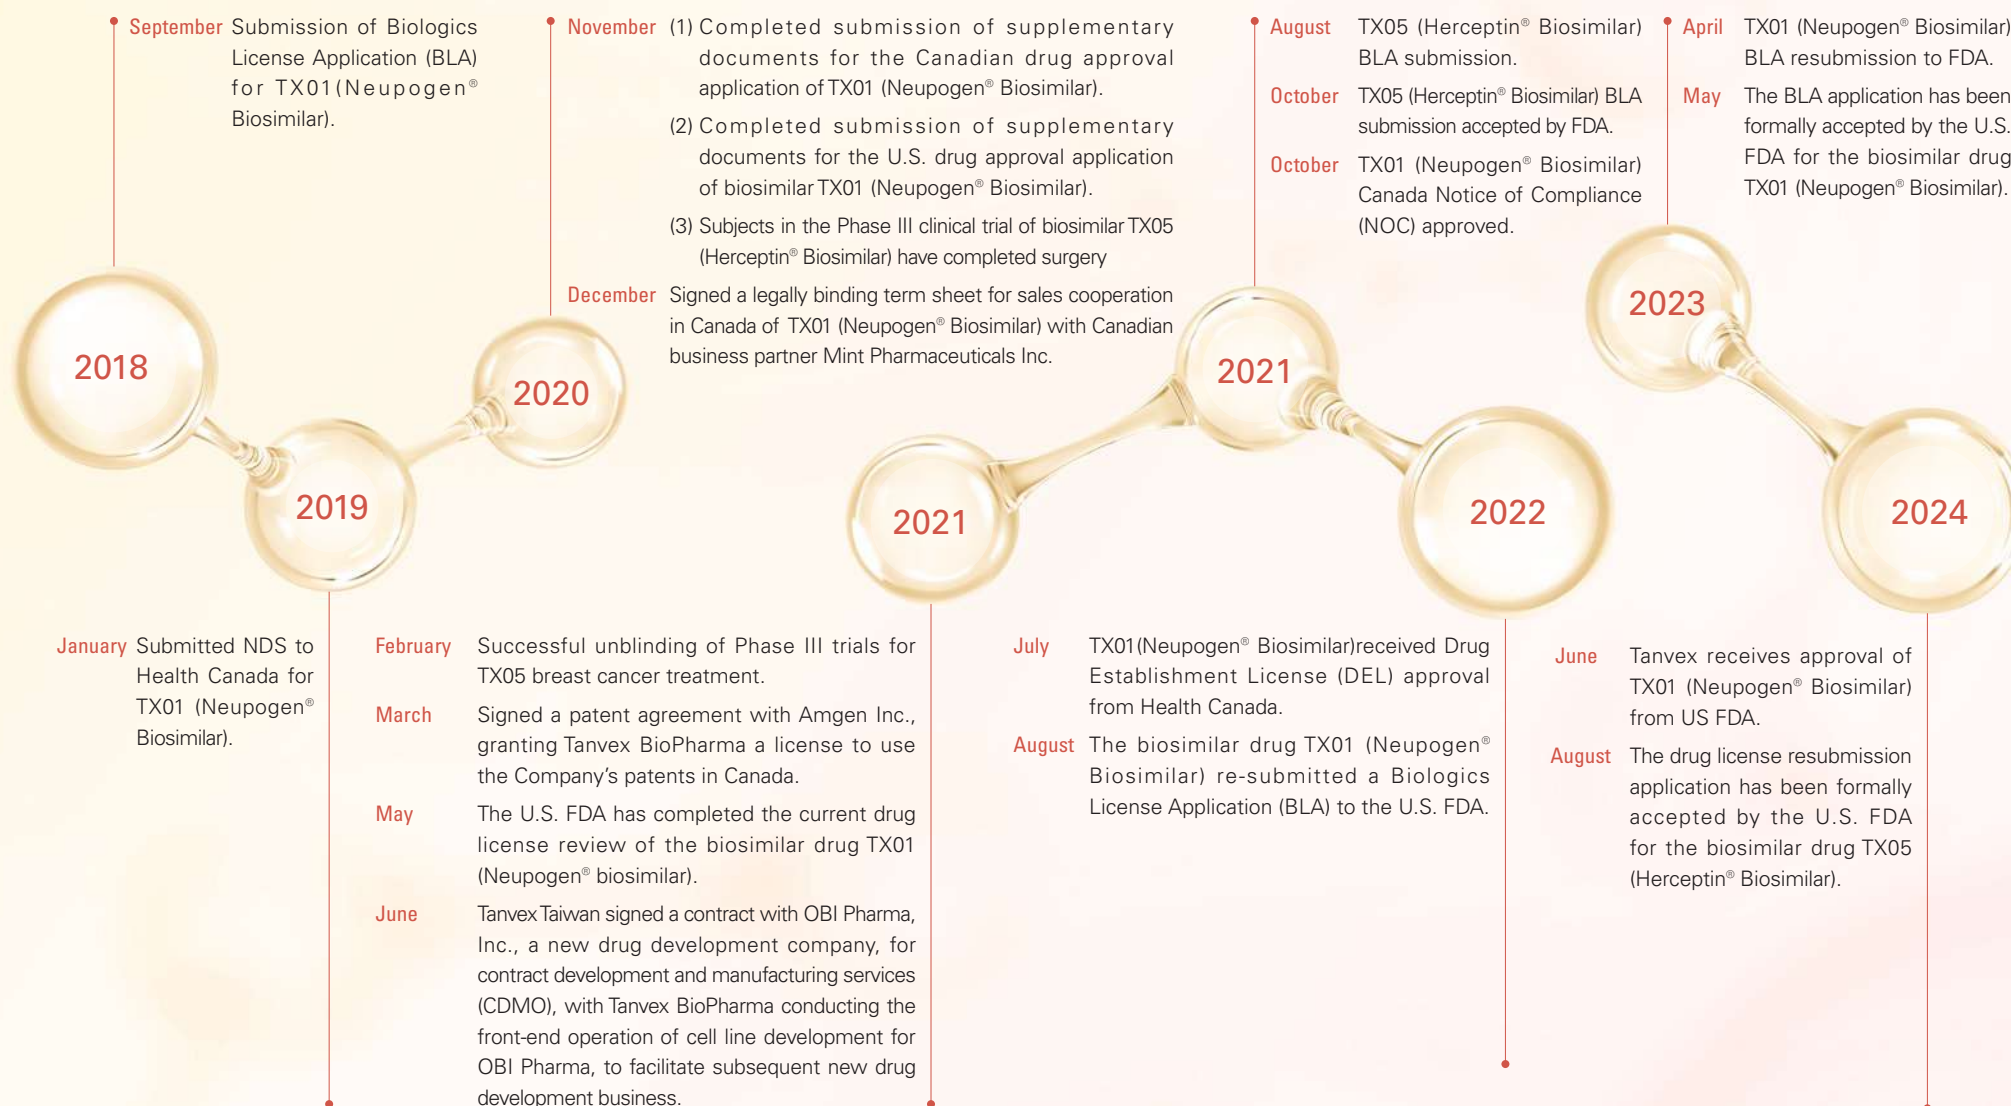 2018
September Submission of Biologics
License Application (BLA)
for TX01(Neupogen®
Biosimilar).
2019
January Submitted NDS to
Health Canada for
TX01 (Neupogen®
Biosimilar).
2020
November (1) Completed submission of supplementary
documents for the Canadian drug approval
application of TX01 (Neupogen® Biosimilar).
(2) Completed submission of supplementary
documents for the U.S. drug approval application
of biosimilar TX01 (Neupogen® Biosimilar).
(3) Subjects in the Phase III clinical trial of biosimilar TX05
(Herceptin® Biosimilar) have completed surgery
December Signed a legally binding term sheet for sales cooperation
in Canada of TX01 (Neupogen® Biosimilar) with Canadian
business partner Mint Pharmaceuticals Inc.
2021
February Successful unblinding of Phase III trials for
TX05 breast cancer treatment.
March Signed a patent agreement with Amgen Inc.,
granting Tanvex BioPharma a license to use
the Company's patents in Canada.
May The U.S. FDA has completed the current drug
license review of the biosimilar drug TX01
(Neupogen® biosimilar).
June Tanvex Taiwan signed a contract with OBI Pharma,
Inc., a new drug development company, for
contract development and manufacturing services
(CDMO), with Tanvex BioPharma conducting the
front-end operation of cell line development for
OBI Pharma, to facilitate subsequent new drug
development business.
2021
August TX05 (Herceptin® Biosimilar)
BLA submission.
October TX05 (Herceptin® Biosimilar) BLA
submission accepted by FDA.
October TX01 (Neupogen® Biosimilar)
Canada Notice of Compliance
(NOC) approved.
2022
July TX01(Neupogen® Biosimilar)received Drug
Establishment License (DEL) approval
from Health Canada.
August The biosimilar drug TX01 (Neupogen®
Biosimilar) re-submitted a Biologics
License Application (BLA) to the U.S. FDA.
2023
April TX01 (Neupogen® Biosimilar)
BLA resubmission to FDA.
May The BLA application has been
formally accepted by the U.S.
FDA for the biosimilar drug
TX01 (Neupogen® Biosimilar).
2024
June Tanvex receives approval of
TX01 (Neupogen® Biosimilar)
from US FDA.
August The drug license resubmission
application has been formally
accepted by the U.S. FDA
for the biosimilar drug TX05
(Herceptin® Biosimilar).